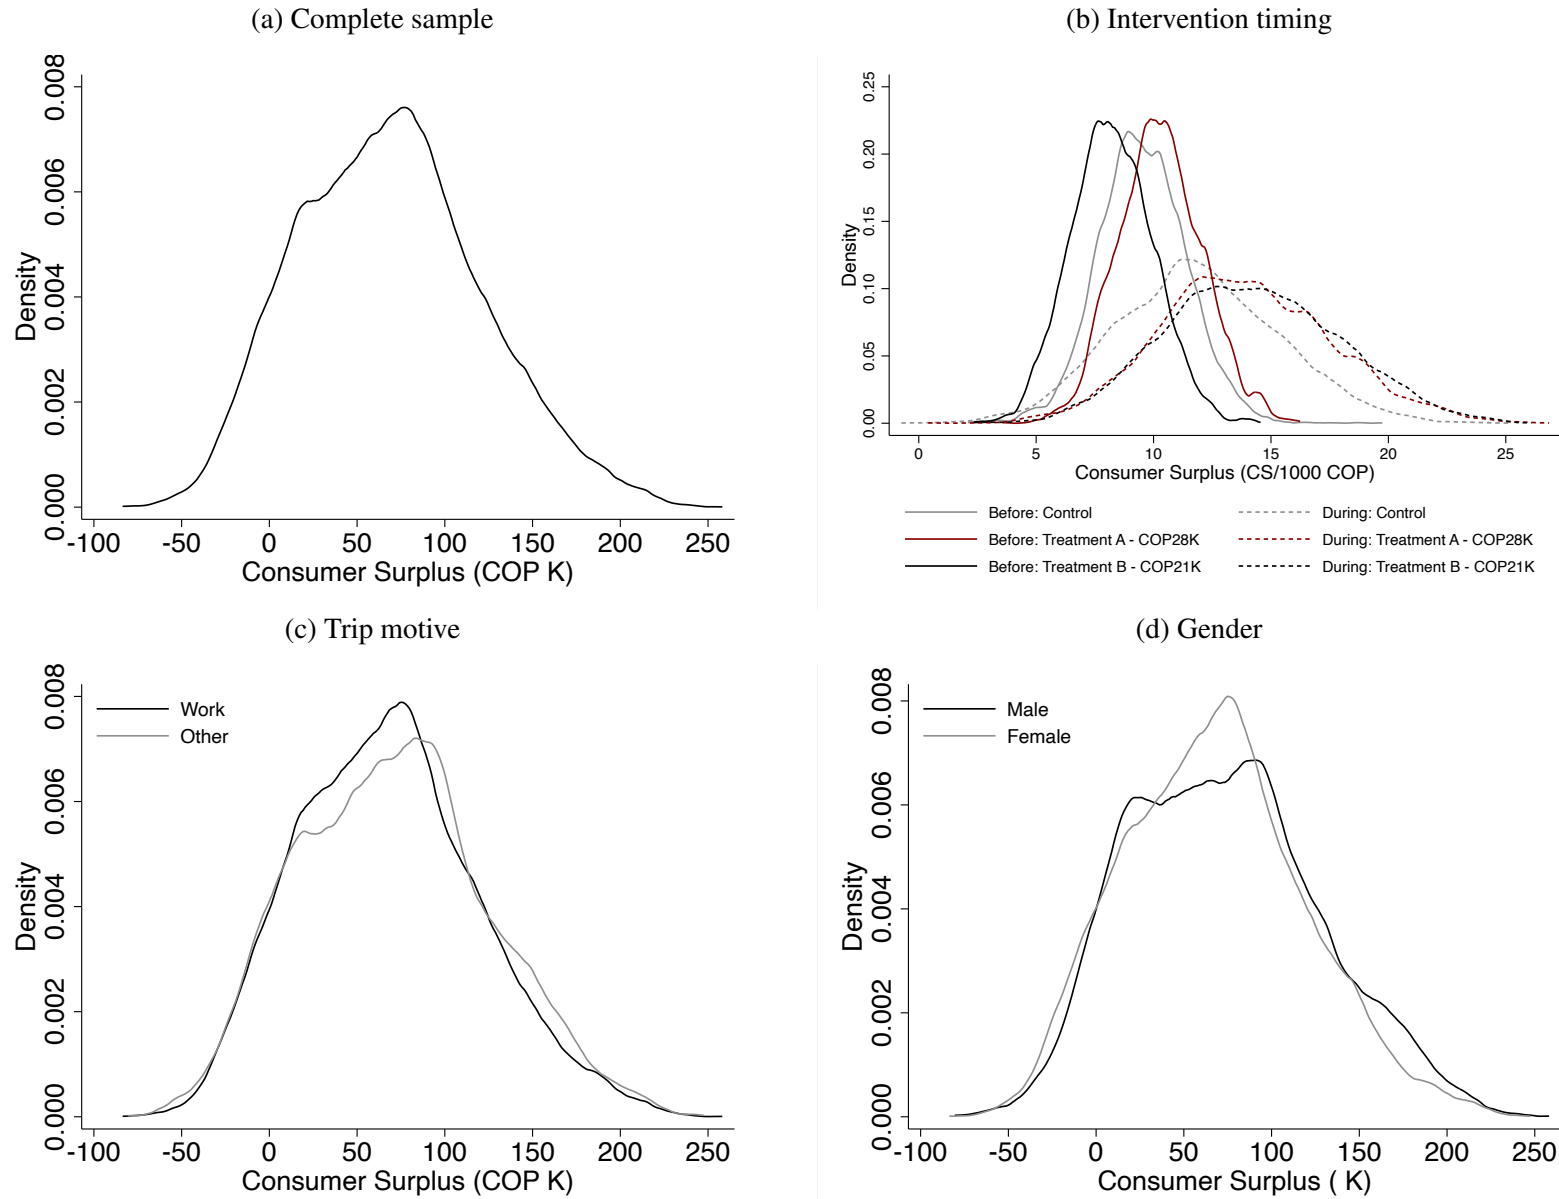 (a) Complete sample
0.008
0.006
0.004
0.002
0.000
Density
-100 -50 0 50 100 150 200 250
Consumer Surplus (COP K)
(b) Intervention timing
0.25
0.20
0.15
0.10
0.05
0.00
Density
0 5 10 15 20 25
Consumer Surplus (CS/1000 COP)
Before: Control
During: Control
Before: Treatment A - COP28K
During: Treatment A - COP28K
Before: Treatment B - COP21K
During: Treatment B - COP21K
(c) Trip motive
Work
Other
0.008
0.006
0.004
0.002
0.000
Density
-100 -50 0 50 100 150 200 250
Consumer Surplus (COP K)
(d) Gender
Male
Female
0.008
0.006
0.004
0.002
0.000
Density
-100 -50 0 50 100 150 200 250
Consumer Surplus ( K)